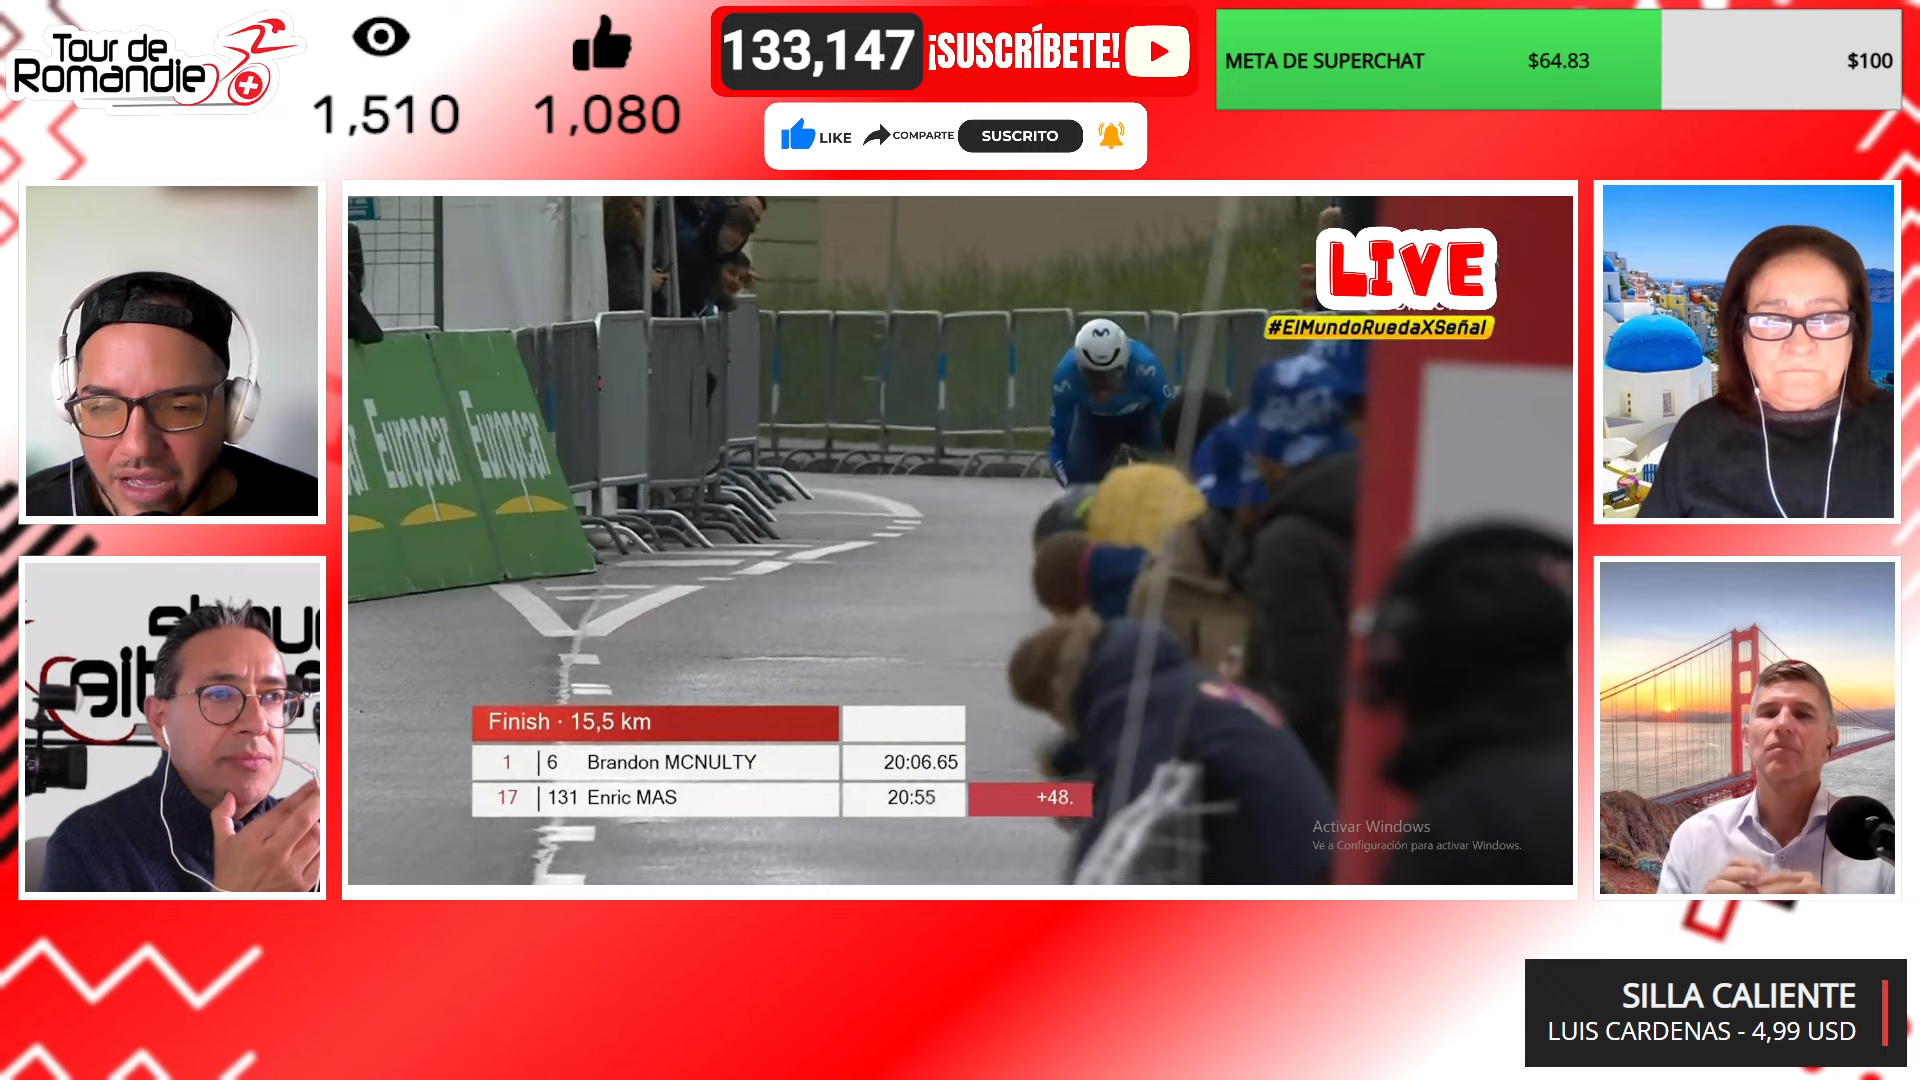 Tour de
Romandie
1,510
1,080
133,147 ¡SUSCRÍBETE!
LIKE COMPARTE SUSCRITO
META DE SUPERCHAT $64.83 $100
LIVE
#ElMundoRuedaXSeñal
Europcar Europcar
Finish · 15,5 km
1 6 Brandon MCNULTY 20:06.65
17 131 Enric MAS 20:55 +48.
Activar Windows
Ve a Configuración para activar Windows.
SILLA CALIENTE
LUIS CARDENAS - 4,99 USD